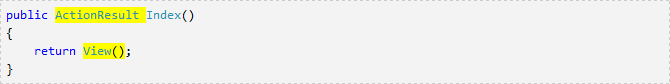 public ActionResult Index()
{
    return View();
}